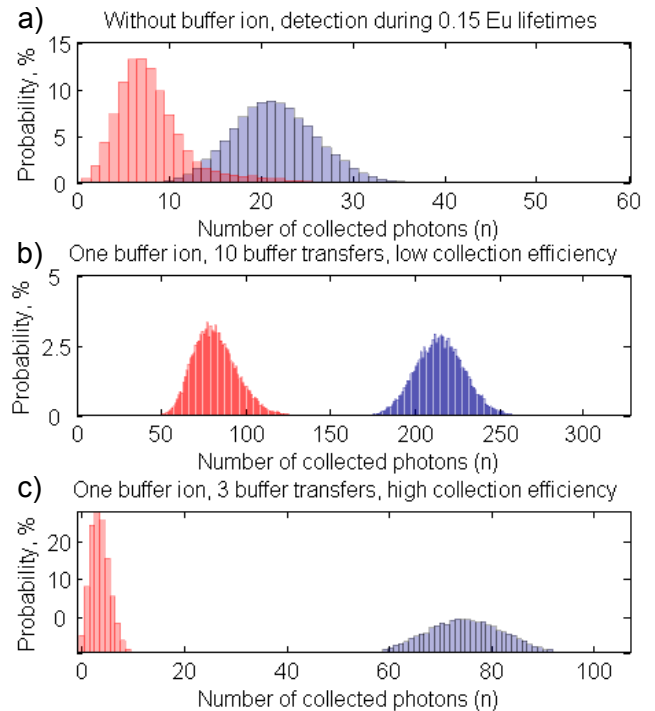 a) Without buffer ion, detection during 0.15 Eu lifetimes
15
10
5
0
Probability, %
0 10 20 30 40 50 60
Number of collected photons (n)
b) One buffer ion, 10 buffer transfers, low collection efficiency
5
2.5
0
Probability, %
0 50 100 150 200 250 300
Number of collected photons (n)
c) One buffer ion, 3 buffer transfers, high collection efficiency
20
10
0
Probability, %
0 20 40 60 80 100
Number of collected photons (n)